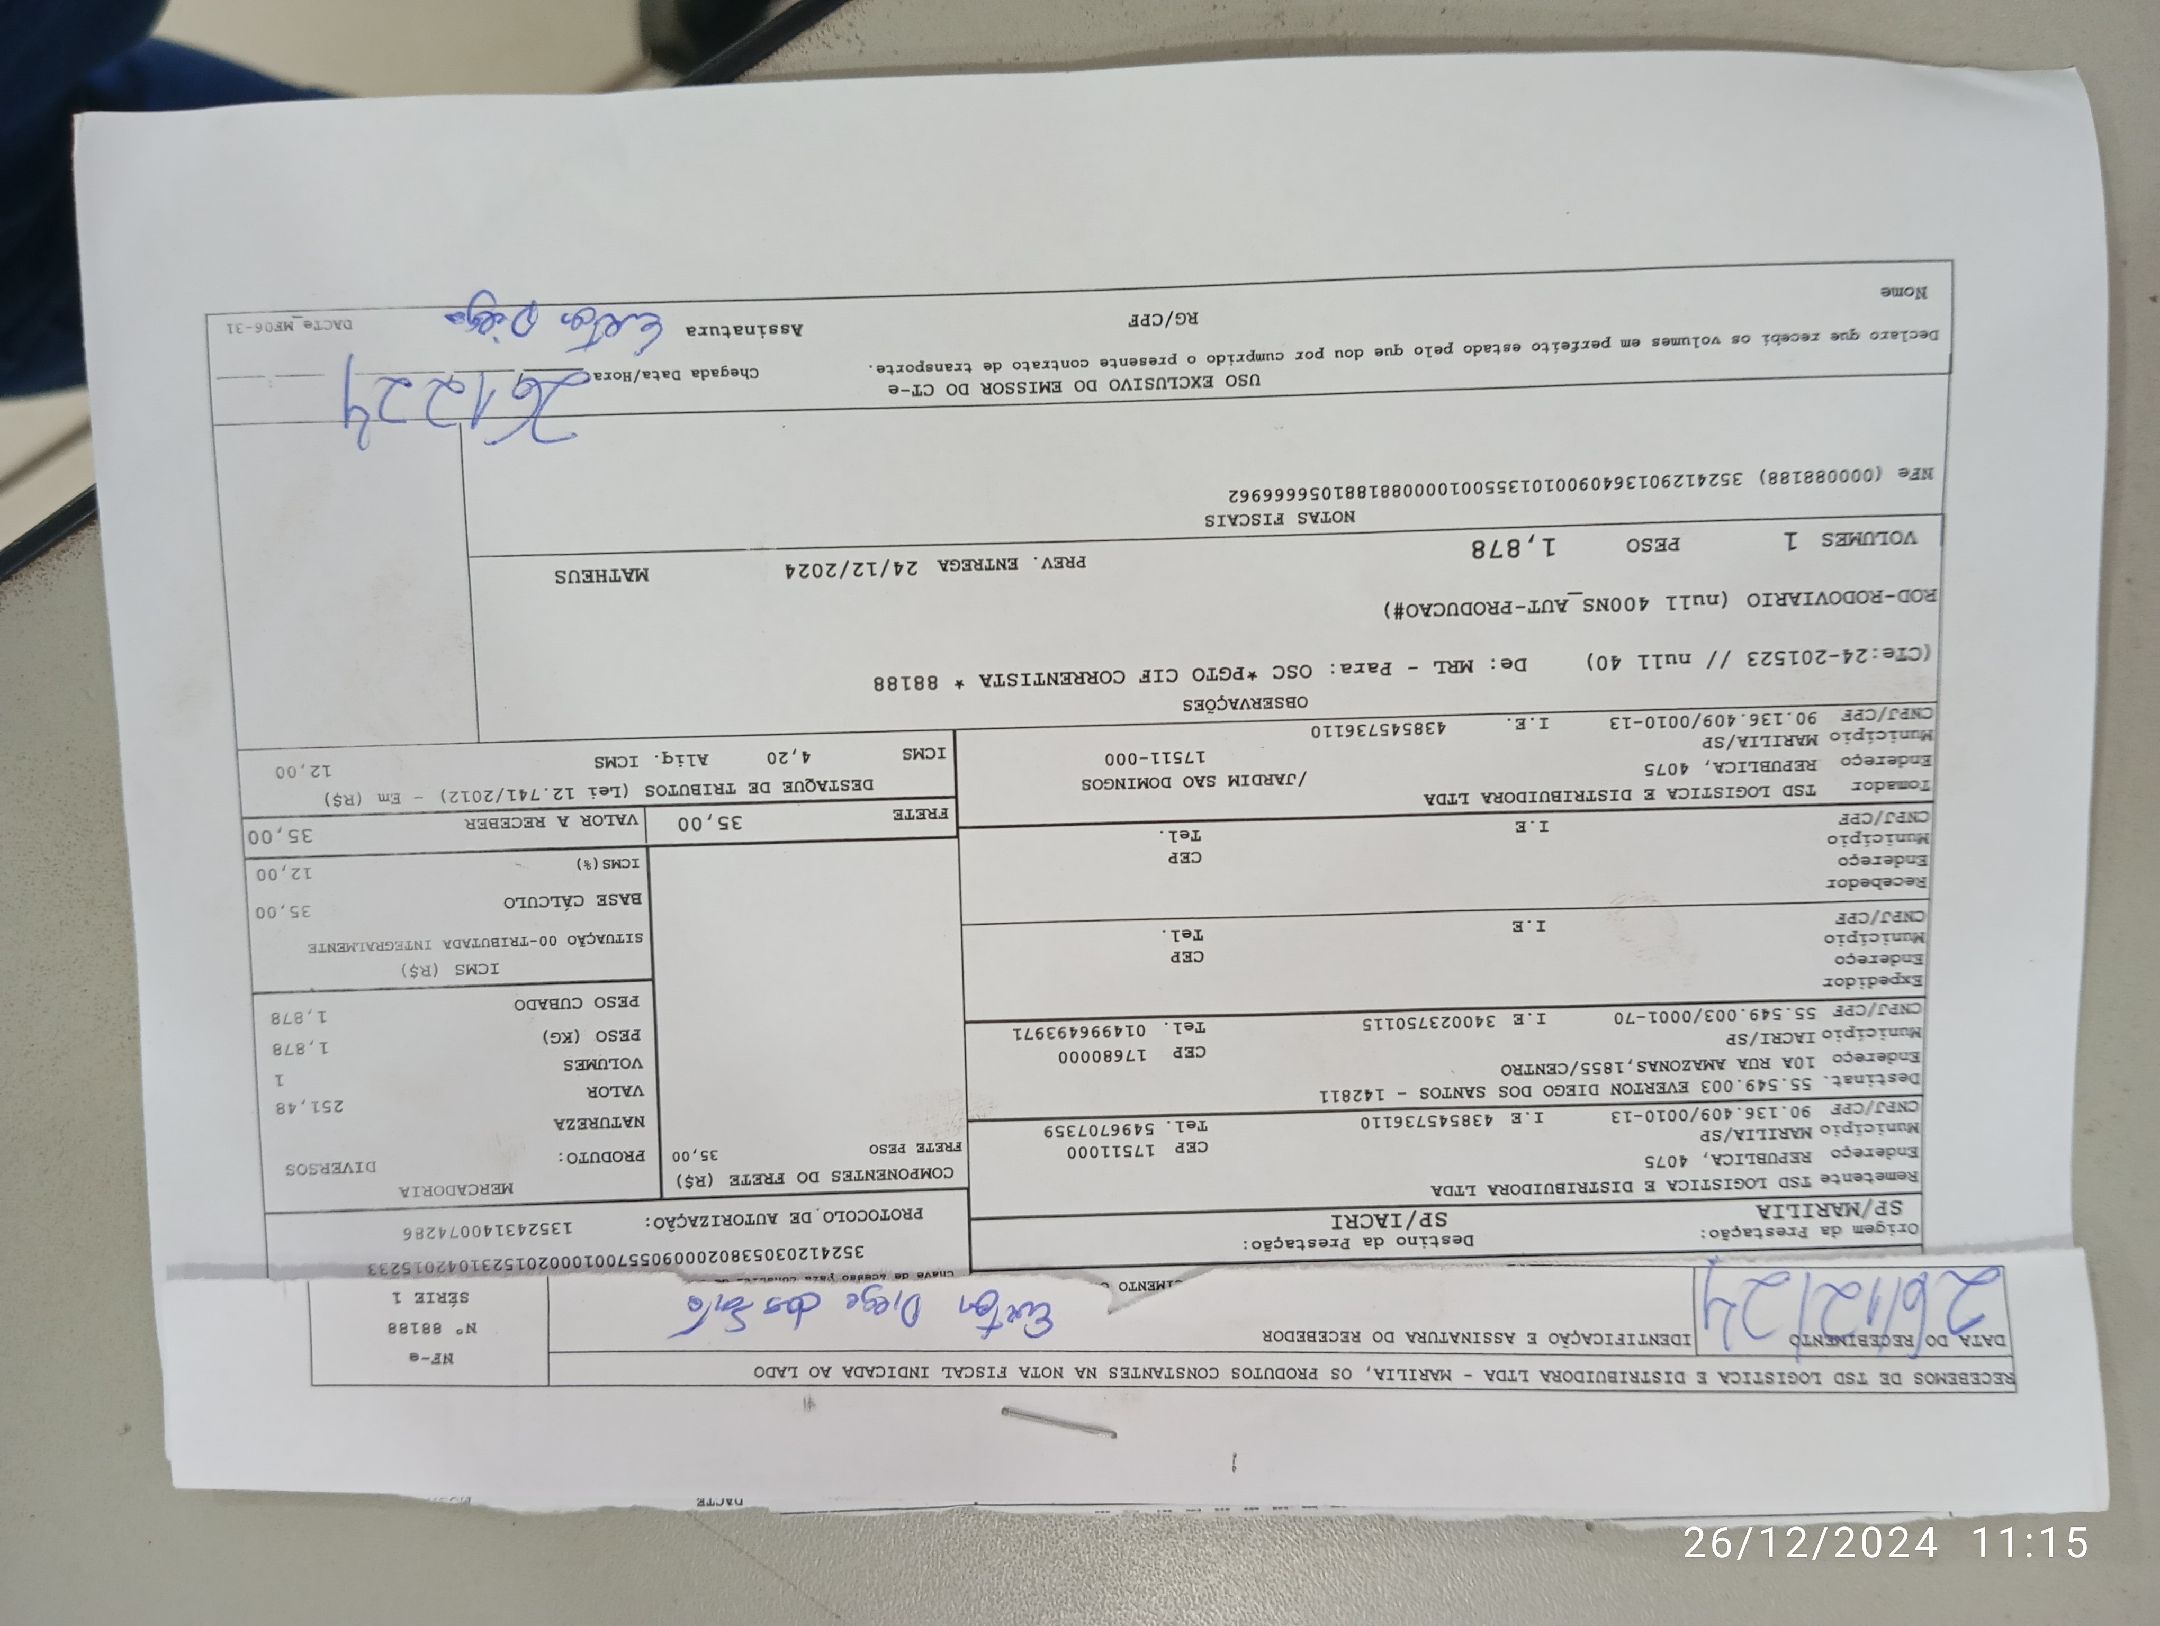 DACTE
RECEBEMOS DE TSD LOGISTICA E DISTRIBUIDORA LTDA - MARILIA, OS PRODUTOS CONSTANTES NA NOTA FISCAL INDICADA AO LADO
NF-e
Nº 88188
SÉRIE 1
DATA DO RECEBIMENTO
26/12/24
IDENTIFICAÇÃO E ASSINATURA DO RECEBEDOR
Diego dos
Chave de acesso para
35241203053802000905570010002015231042015233
PROTOCOLO DE AUTORIZAÇÃO: 135243140074286
Origem da Prestação:
SP/MARILIA
Destino da Prestação:
SP/IACRI
Remetente TSD LOGISTICA E DISTRIBUIDORA LTDA
Endereço REPUBLICA, 4075
Município MARILIA/SP CEP 17511000
CNPJ/CPF 90.136.409/0010-13 I.E 438545736110 Tel. 5496707359
Destinat. 55.549.003 EVERTON DIEGO DOS SANTOS - 142811
Endereço 10A RUA AMAZONAS,1855/CENTRO
Município IACRI/SP CEP 17680000
CNPJ/CPF 55.549.003/0001-70 I.E 340023750115 Tel. 014996493971
Expedidor
Endereço
Município CEP
CNPJ/CPF I.E Tel.
Recebedor
Endereço
Município CEP
CNPJ/CPF I.E Tel.
Tomador TSD LOGISTICA E DISTRIBUIDORA LTDA
Endereço REPUBLICA, 4075 /JARDIM SAO DOMINGOS
Município MARILIA/SP 17511-000
CNPJ/CPF 90.136.409/0010-13 I.E. 438545736110
COMPONENTES DO FRETE (R$)
FRETE PESO 35,00
MERCADORIA
PRODUTO: DIVERSOS
NATUREZA
VALOR 251,48
VOLUMES 1
PESO (KG) 1,878
PESO CUBADO 1,878
ICMS (R$)
SITUAÇÃO 00-TRIBUTADA INTEGRALMENTE
BASE CÁLCULO 35,00
ICMS(%) 12,00
FRETE 35,00 VALOR A RECEBER 35,00
DESTAQUE DE TRIBUTOS (Lei 12.741/2012) - Em (R$)
ICMS 4,20 Aliq. ICMS 12,00
OBSERVAÇÕES
(CTe:24-201523 // null 40) De: MRL - Para: OSC *PGTO CIF CORRENTISTA * 88188
ROD-RODOVIARIO (null 400NS_AUT-PRODUCAO#)
VOLUMES 1 PESO 1,878 PREV. ENTREGA 24/12/2024 MATHEUS
NOTAS FISCAIS
NFe (00088188) 35241290136409001013550010000881881056666962
USO EXCLUSIVO DO EMISSOR DO CT-e
Declaro que recebi os volumes em perfeito estado pelo que dou por cumprido o presente contrato de transporte.
Chegada Data/Hora 26 12 24
Nome RG/CPF Assinatura Diego
DACTe_MF06-31
26/12/2024 11:15